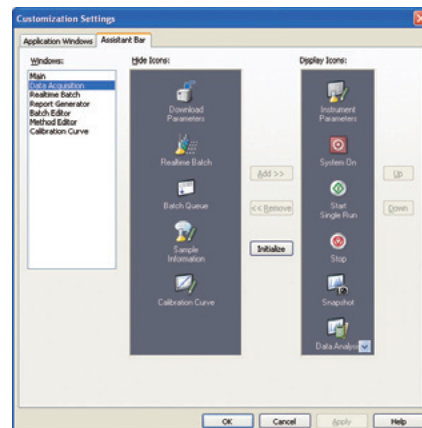 Customization Settings
Application Windows
Assistant Bar
Windows:
Main
Data Acquisition
Realtime Batch
Report Generator
Batch Editor
Method Editor
Calibration Curve
Hide Icons:
Download
Parameters
Realtime Batch
Batch Queue
Sample
Information
Calibration Curve
Add >>
<< Remove
Initialize
Display Icons:
Instrument
Parameters
System On
Start
Single Run
Stop
Snapshot
Data Analysis
Up
Down
OK
Cancel
Apply
Help